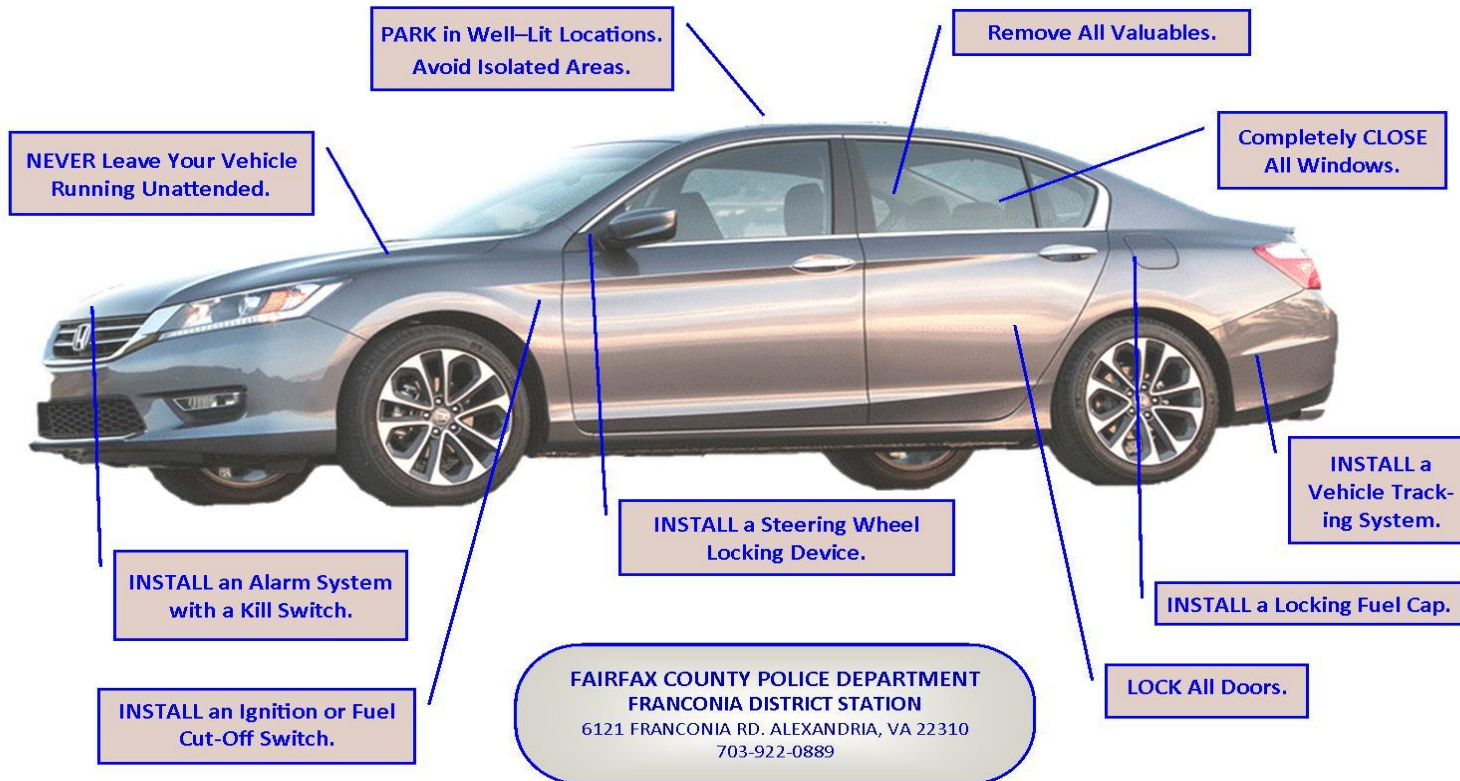 PARK in Well–Lit Locations.
Avoid Isolated Areas.
Remove All Valuables.
NEVER Leave Your Vehicle
Running Unattended.
Completely CLOSE
All Windows.
INSTALL a Steering Wheel
Locking Device.
INSTALL a
Vehicle Track-
ing System.
INSTALL an Alarm System
with a Kill Switch.
INSTALL a Locking Fuel Cap.
INSTALL an Ignition or Fuel
Cut-Off Switch.
LOCK All Doors.
FAIRFAX COUNTY POLICE DEPARTMENT
FRANCONIA DISTRICT STATION
6121 FRANCONIA RD. ALEXANDRIA, VA 22310
703-922-0889